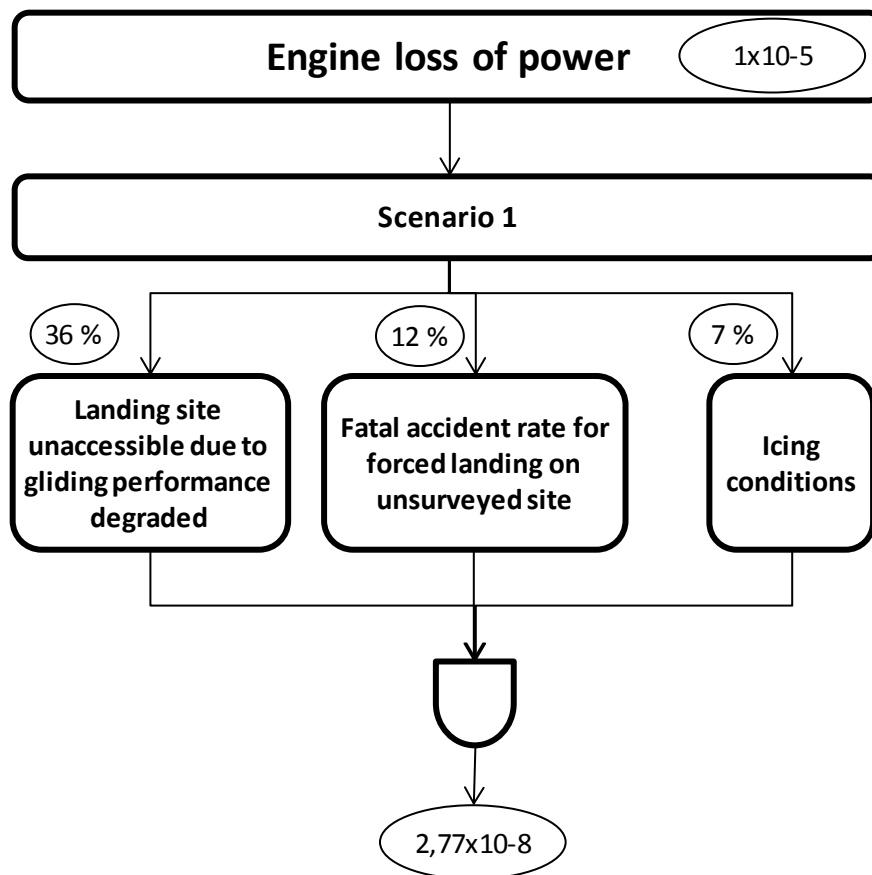 Engine loss of power
1x10-5
Scenario 1
36 %
12 %
7 %
Landing site
unaccessible due to
gliding performance
degraded
Fatal accident rate for
forced landing on
unsurveyed site
Icing
conditions
2,77x10-8